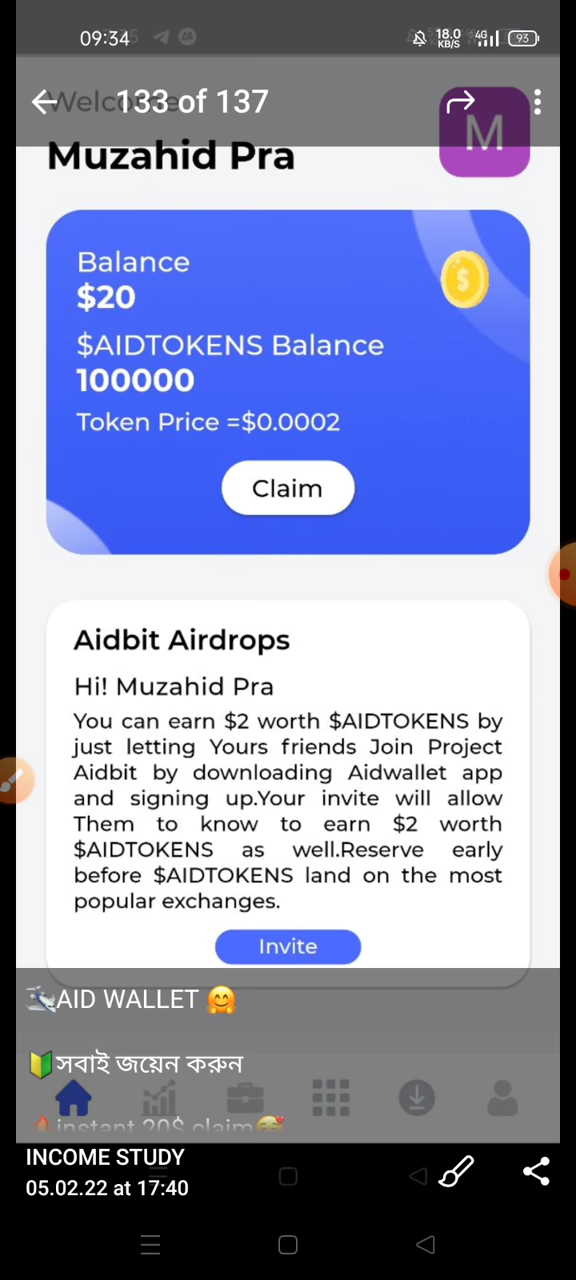 09:34
18.0
KB/S
4G
93
Welcome
133 of 137
M
Muzahid Pra
Balance
$20
$AIDTOKENS Balance
100000
Token Price =$0.0002
Claim
Aidbit Airdrops
Hi! Muzahid Pra
You can earn $2 worth $AIDTOKENS by
just letting Yours friends Join Project
Aidbit by downloading Aidwallet app
and signing up.Your invite will allow
Them to know to earn $2 worth
$AIDTOKENS as well.Reserve early
before $AIDTOKENS land on the most
popular exchanges.
Invite
🛩AID WALLET 🤗
🔰সবাই জয়েন করুন
🔥instant 20$ claim🥰
INCOME STUDY
05.02.22 at 17:40